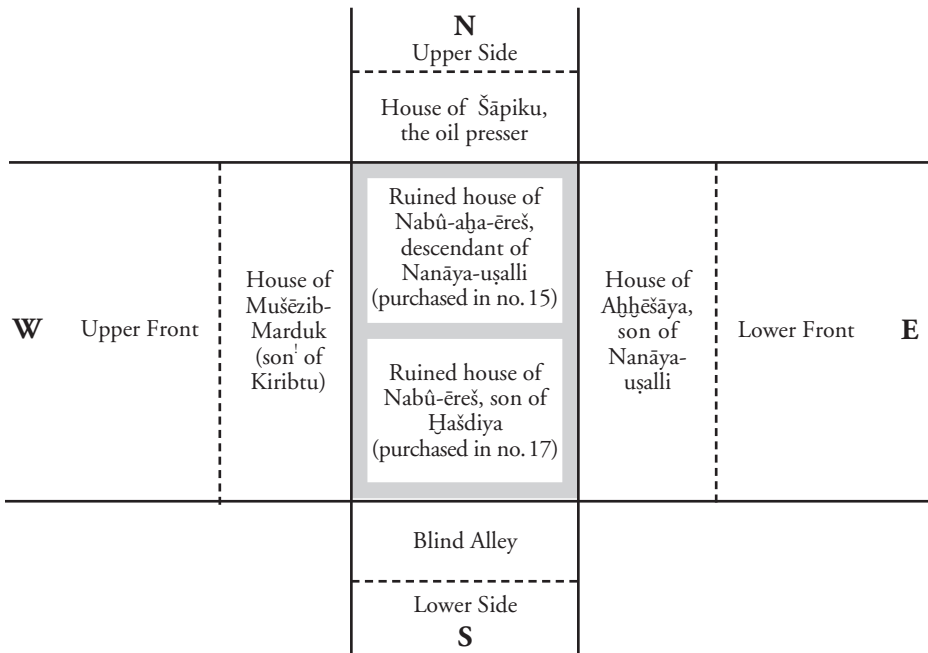 N
Upper Side
House of Šāpiku,
the oil presser
Ruined house of
Nabû-aḫa-ēreš,
descendant of
Nanāya-uṣalli
(purchased in no. 15)
W
Upper Front
House of
Mušēzib-
Marduk
(son! of
Kiribtu)
House of
Aḫḫēšāya,
son of
Nanāya-
uṣalli
Lower Front
E
Ruined house of
Nabû-ēreš, son of
Ḫašdiya
(purchased in no. 17)
Blind Alley
Lower Side
S